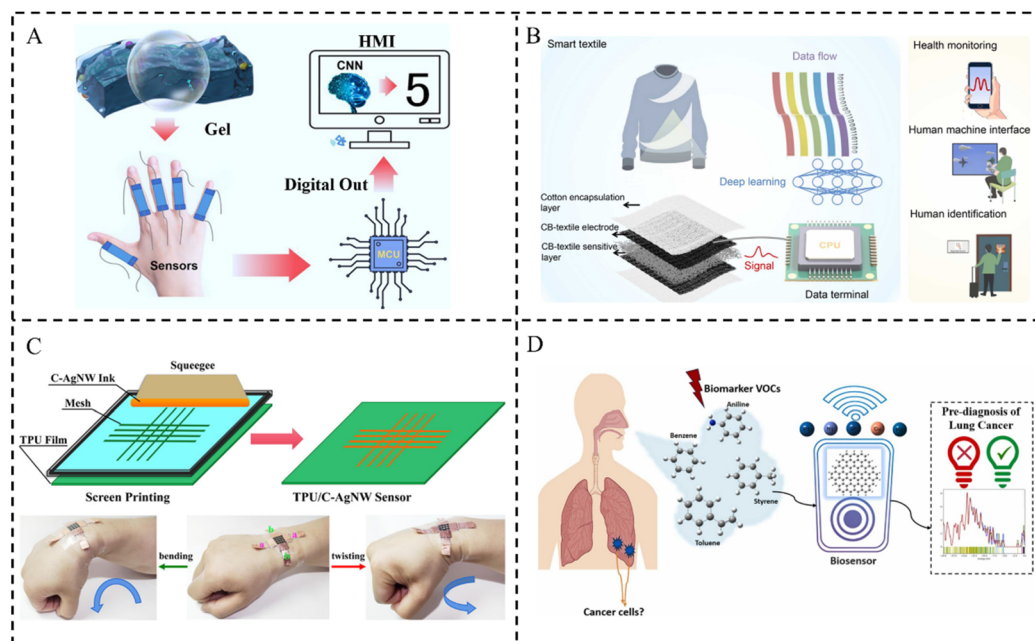 A
HMI
CNN
5
Gel
Digital Out
Sensors
MCU
B
Smart textile
Data flow
Deep learning
Cotton encapsulation
layer
CB-textile electrode
CB-textile sensitive
layer
Signal
CPU
Data terminal
Health monitoring
Human machine interface
Human identification
C
Squeegee
C-AgNW Ink
Mesh
TPU Film
Screen Printing
TPU/C-AgNW Sensor
bending
twisting
D
Biomarker VOCs
Aniline
Benzene
Styrene
Toluene
Cancer cells?
Biosensor
Pre-diagnosis of
Lung Cancer